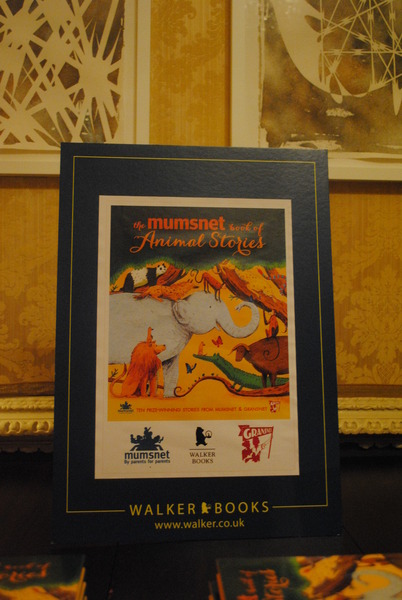 the mumsnet book of
Animal Stories
TEN PRIZE-WINNING STORIES FROM MUMSNET & GRANSNET
mumsnet
By parents for parents
WALKER
BOOKS
WALKER BOOKS
www.walker.co.uk